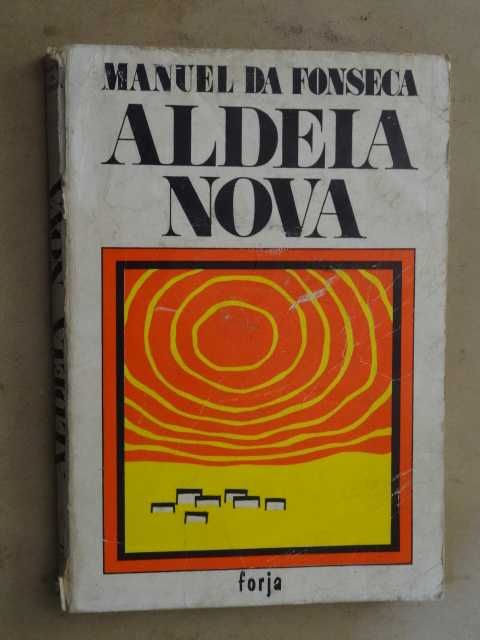 MANUEL DA FONSECA
ALDEIA
NOVA
forja
ALDEIA NOVA